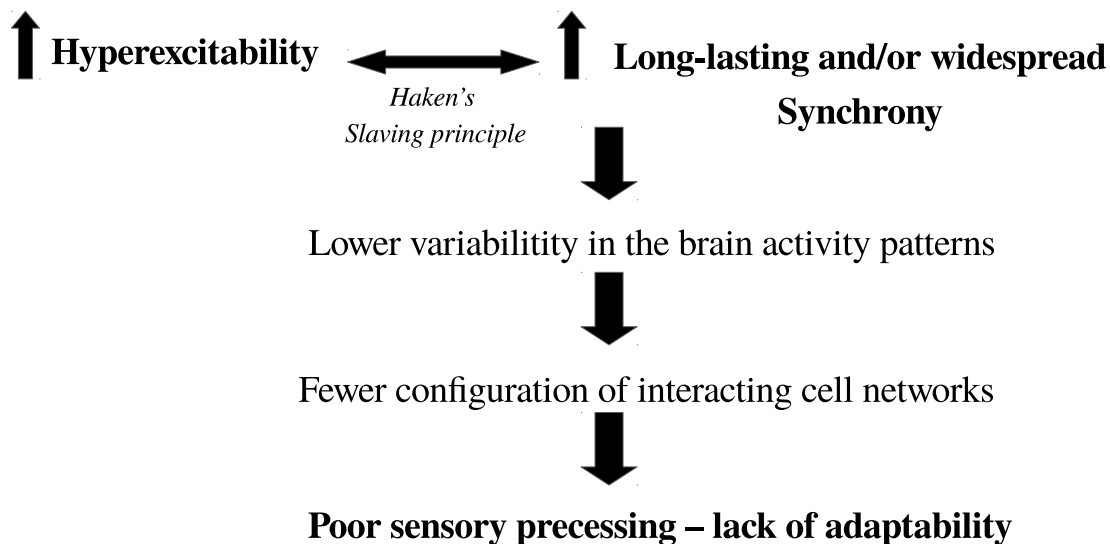 Hyperexcitability
Long-lasting and/or widespread
Synchrony
Haken's
Slaving principle
Lower variabilitity in the brain activity patterns
Fewer configuration of interacting cell networks
Poor sensory precessing – lack of adaptability